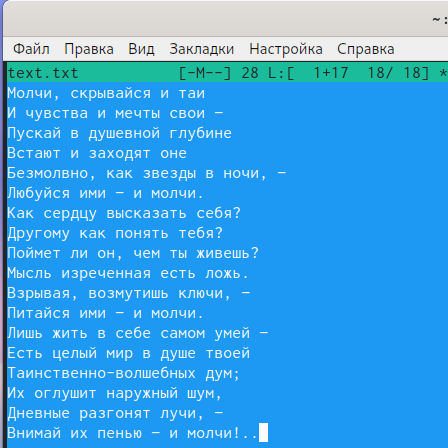 ~:
Файл Правка Вид Закладки Настройка Справка
text.txt [-M--] 28 L:[ 1+17 18/ 18] *
Молчи, скрывайся и таи
И чувства и мечты свои –
Пускай в душевной глубине
Встают и заходят оне
Безмолвно, как звезды в ночи, –
Любуйся ими – и молчи.
Как сердцу высказать себя?
Другому как понять тебя?
Поймет ли он, чем ты живешь?
Мысль изреченная есть ложь.
Взрывая, возмутишь ключи, –
Питайся ими – и молчи.
Лишь жить в себе самом умей –
Есть целый мир в душе твоей
Таинственно-волшебных дум;
Их оглушит наружный шум,
Дневные разгонят лучи, –
Внимай их пенью – и молчи!..